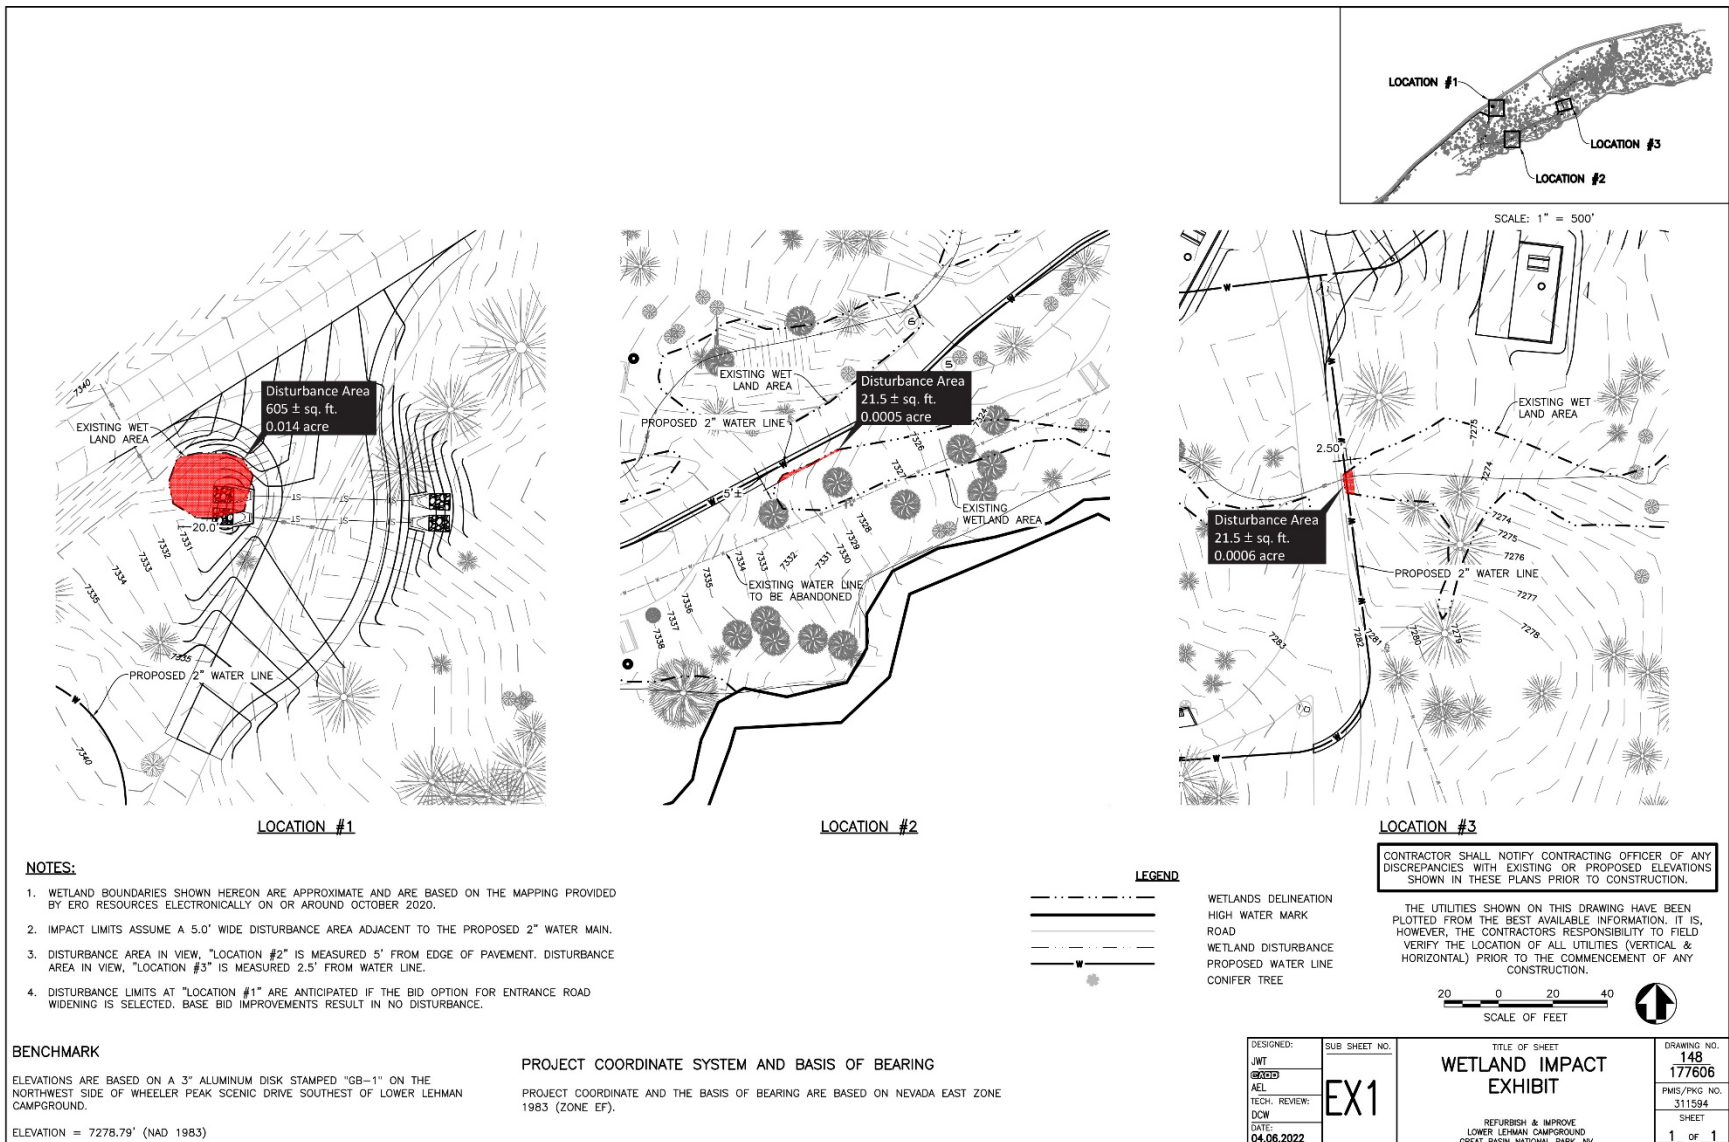 LOCATION #1
LOCATION #3
LOCATION #2
SCALE: 1" = 500'
7340
Disturbance Area
605 ± sq. ft.
0.014 acre
EXISTING WET
LAND AREA
20.0'
ST
ST
ST
ST
7331
7332
7333
7334
7335
7335
PROPOSED 2" WATER LINE
W
7340
LOCATION #1
6
5
W
EXISTING WET
LAND AREA
Disturbance Area
21.5 ± sq. ft.
0.0005 acre
PROPOSED 2" WATER LINE
W
W
5'±
7324
7326
7327
EXISTING
WETLAND AREA
7328
7329
7330
7331
7332
7333
7334
7335
7336
7337
7338
EXISTING WATER LINE
TO BE ABANDONED
LOCATION #2
W
W
W
EXISTING WET
LAND AREA
7275
2.50'
7274
Disturbance Area
21.5 ± sq. ft.
0.0006 acre
W
7274
7275
7276
PROPOSED 2" WATER LINE
7277
7278
7279
7280
7281
7282
7283
W
10
W
W
LOCATION #3
NOTES:
1. WETLAND BOUNDARIES SHOWN HEREON ARE APPROXIMATE AND ARE BASED ON THE MAPPING PROVIDED
BY ERO RESOURCES ELECTRONICALLY ON OR AROUND OCTOBER 2020.
2. IMPACT LIMITS ASSUME A 5.0' WIDE DISTURBANCE AREA ADJACENT TO THE PROPOSED 2" WATER MAIN.
3. DISTURBANCE AREA IN VIEW, "LOCATION #2" IS MEASURED 5' FROM EDGE OF PAVEMENT. DISTURBANCE
AREA IN VIEW, "LOCATION #3" IS MEASURED 2.5' FROM WATER LINE.
4. DISTURBANCE LIMITS AT "LOCATION #1" ARE ANTICIPATED IF THE BID OPTION FOR ENTRANCE ROAD
WIDENING IS SELECTED. BASE BID IMPROVEMENTS RESULT IN NO DISTURBANCE.
LEGEND
WETLANDS DELINEATION
HIGH WATER MARK
ROAD
WETLAND DISTURBANCE
W PROPOSED WATER LINE
CONIFER TREE
CONTRACTOR SHALL NOTIFY CONTRACTING OFFICER OF ANY
DISCREPANCIES WITH EXISTING OR PROPOSED ELEVATIONS
SHOWN IN THESE PLANS PRIOR TO CONSTRUCTION.
THE UTILITIES SHOWN ON THIS DRAWING HAVE BEEN
PLOTTED FROM THE BEST AVAILABLE INFORMATION. IT IS,
HOWEVER, THE CONTRACTORS RESPONSIBILITY TO FIELD
VERIFY THE LOCATION OF ALL UTILITIES (VERTICAL &
HORIZONTAL) PRIOR TO THE COMMENCEMENT OF ANY
CONSTRUCTION.
20 0 20 40
SCALE OF FEET
BENCHMARK
ELEVATIONS ARE BASED ON A 3" ALUMINUM DISK STAMPED "GB-1" ON THE
NORTHWEST SIDE OF WHEELER PEAK SCENIC DRIVE SOUTHEST OF LOWER LEHMAN
CAMPGROUND.
ELEVATION = 7278.79' (NAD 1983)
PROJECT COORDINATE SYSTEM AND BASIS OF BEARING
PROJECT COORDINATE AND THE BASIS OF BEARING ARE BASED ON NEVADA EAST ZONE
1983 (ZONE EF).
DESIGNED:
JWT
CADD
AEL
TECH. REVIEW:
DCW
DATE:
04.06.2022
SUB SHEET NO.
EX1
TITLE OF SHEET
WETLAND IMPACT
EXHIBIT
REFURBISH & IMPROVE
LOWER LEHMAN CAMPGROUND
GREAT BASIN NATIONAL PARK, NV
DRAWING NO.
148
177606
PMIS/PKG NO.
311594
SHEET
1 OF 1